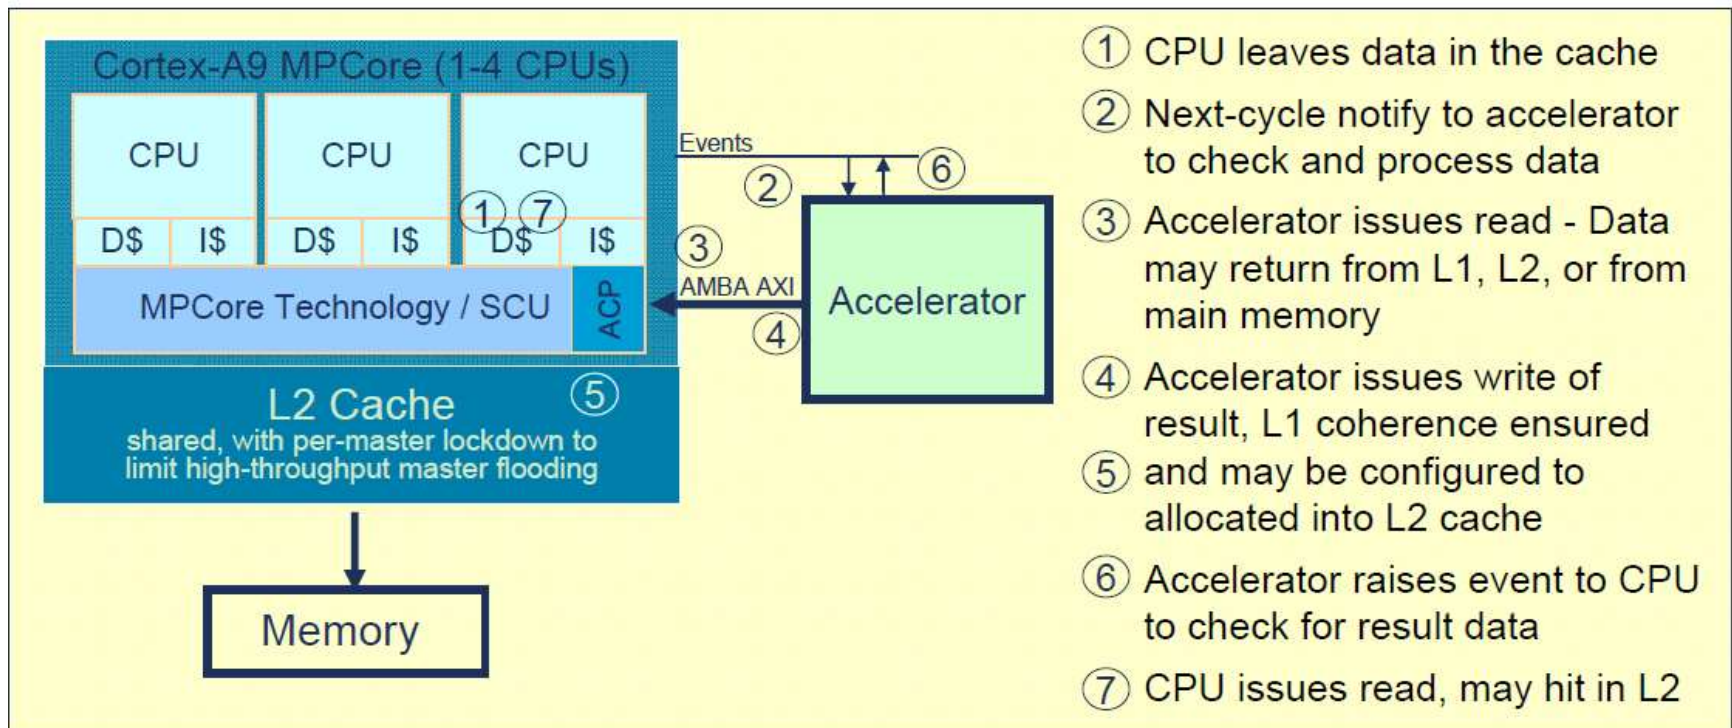 Cortex-A9 MPCore (1-4 CPUs)
CPU
CPU
CPU
① ⑦
D$
I$
D$
I$
D$
I$
MPCore Technology / SCU
ACP
L2 Cache
⑤
shared, with per-master lockdown to
limit high-throughput master flooding
Memory
Events
②
⑥
③
AMBA AXI
④
Accelerator
① CPU leaves data in the cache
② Next-cycle notify to accelerator
to check and process data
③ Accelerator issues read - Data
may return from L1, L2, or from
main memory
④ Accelerator issues write of
result, L1 coherence ensured
⑤ and may be configured to
allocated into L2 cache
⑥ Accelerator raises event to CPU
to check for result data
⑦ CPU issues read, may hit in L2